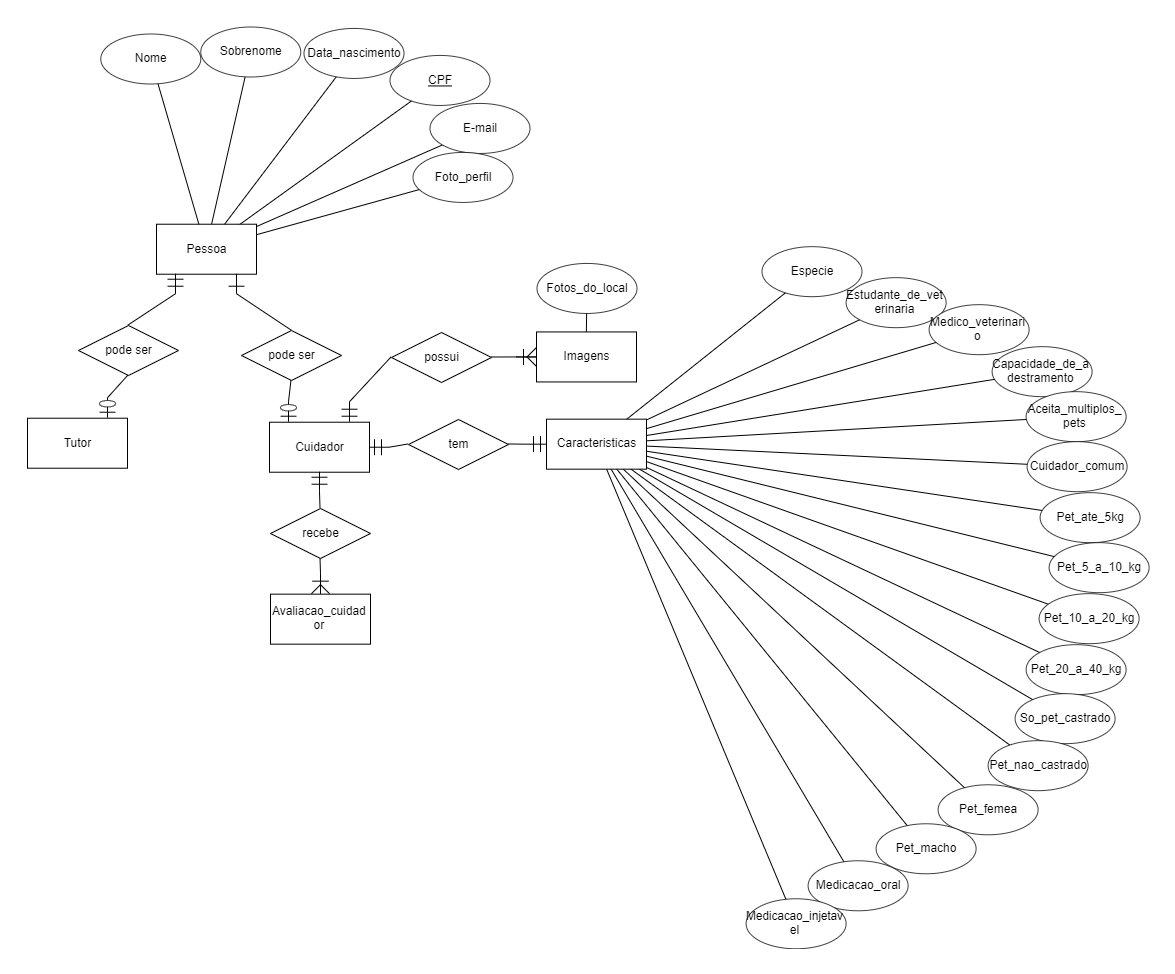 Nome
Sobrenome
Data_nascimento
CPF
E-mail
Foto_perfil
Pessoa
pode ser
pode ser
Tutor
Cuidador
possui
Imagens
Fotos_do_local
tem
Caracteristicas
recebe
Avaliacao_cuidad
or
Especie
Estudante_de_vet
erinaria
Medico_veterinari
o
Capacidade_de_a
destramento
Aceita_multiplos_
pets
Cuidador_comum
Pet_ate_5kg
Pet_5_a_10_kg
Pet_10_a_20_kg
Pet_20_a_40_kg
So_pet_castrado
Pet_nao_castrado
Pet_femea
Pet_macho
Medicacao_oral
Medicacao_injetav
el